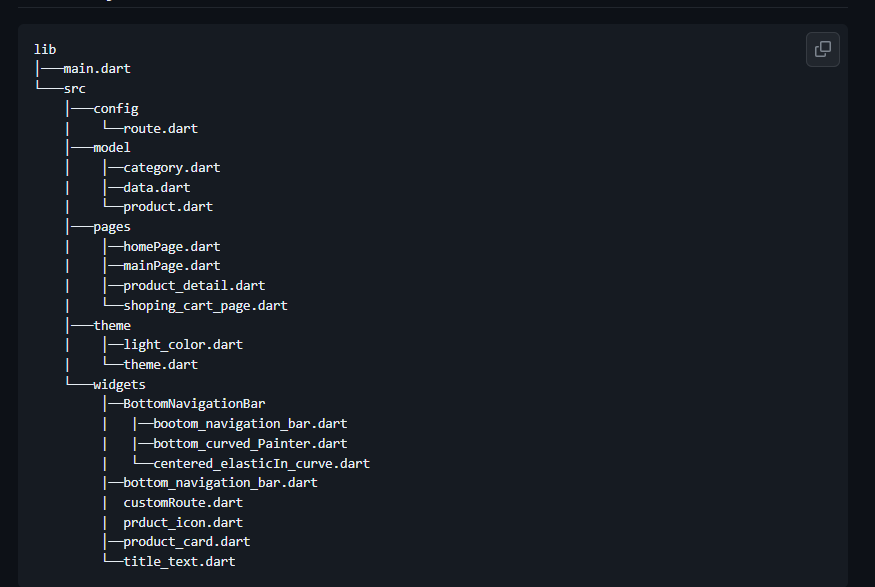 lib
│───main.dart
└───src
    │───config
    │    └──route.dart
    │───model
    │    │──category.dart
    │    │──data.dart
    │    └──product.dart
    │───pages
    │    │──homePage.dart
    │    │──mainPage.dart
    │    │──product_detail.dart
    │    └──shoping_cart_page.dart
    │───theme
    │    │──light_color.dart
    │    └──theme.dart
    └───widgets
         │──BottomNavigationBar
         │   │──bootom_navigation_bar.dart
         │   │──bottom_curved_Painter.dart
         │   └──centered_elasticIn_curve.dart
         │──bottom_navigation_bar.dart
         │  customRoute.dart
         │  prduct_icon.dart
         │──product_card.dart
         └──title_text.dart